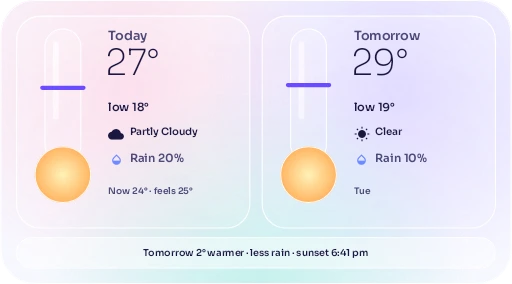 Today
27°
low 18°
Partly Cloudy
Rain 20%
Now 24° · feels 25°
Tomorrow
29°
low 19°
Clear
Rain 10%
Tue
Tomorrow 2° warmer · less rain · sunset 6:41 pm